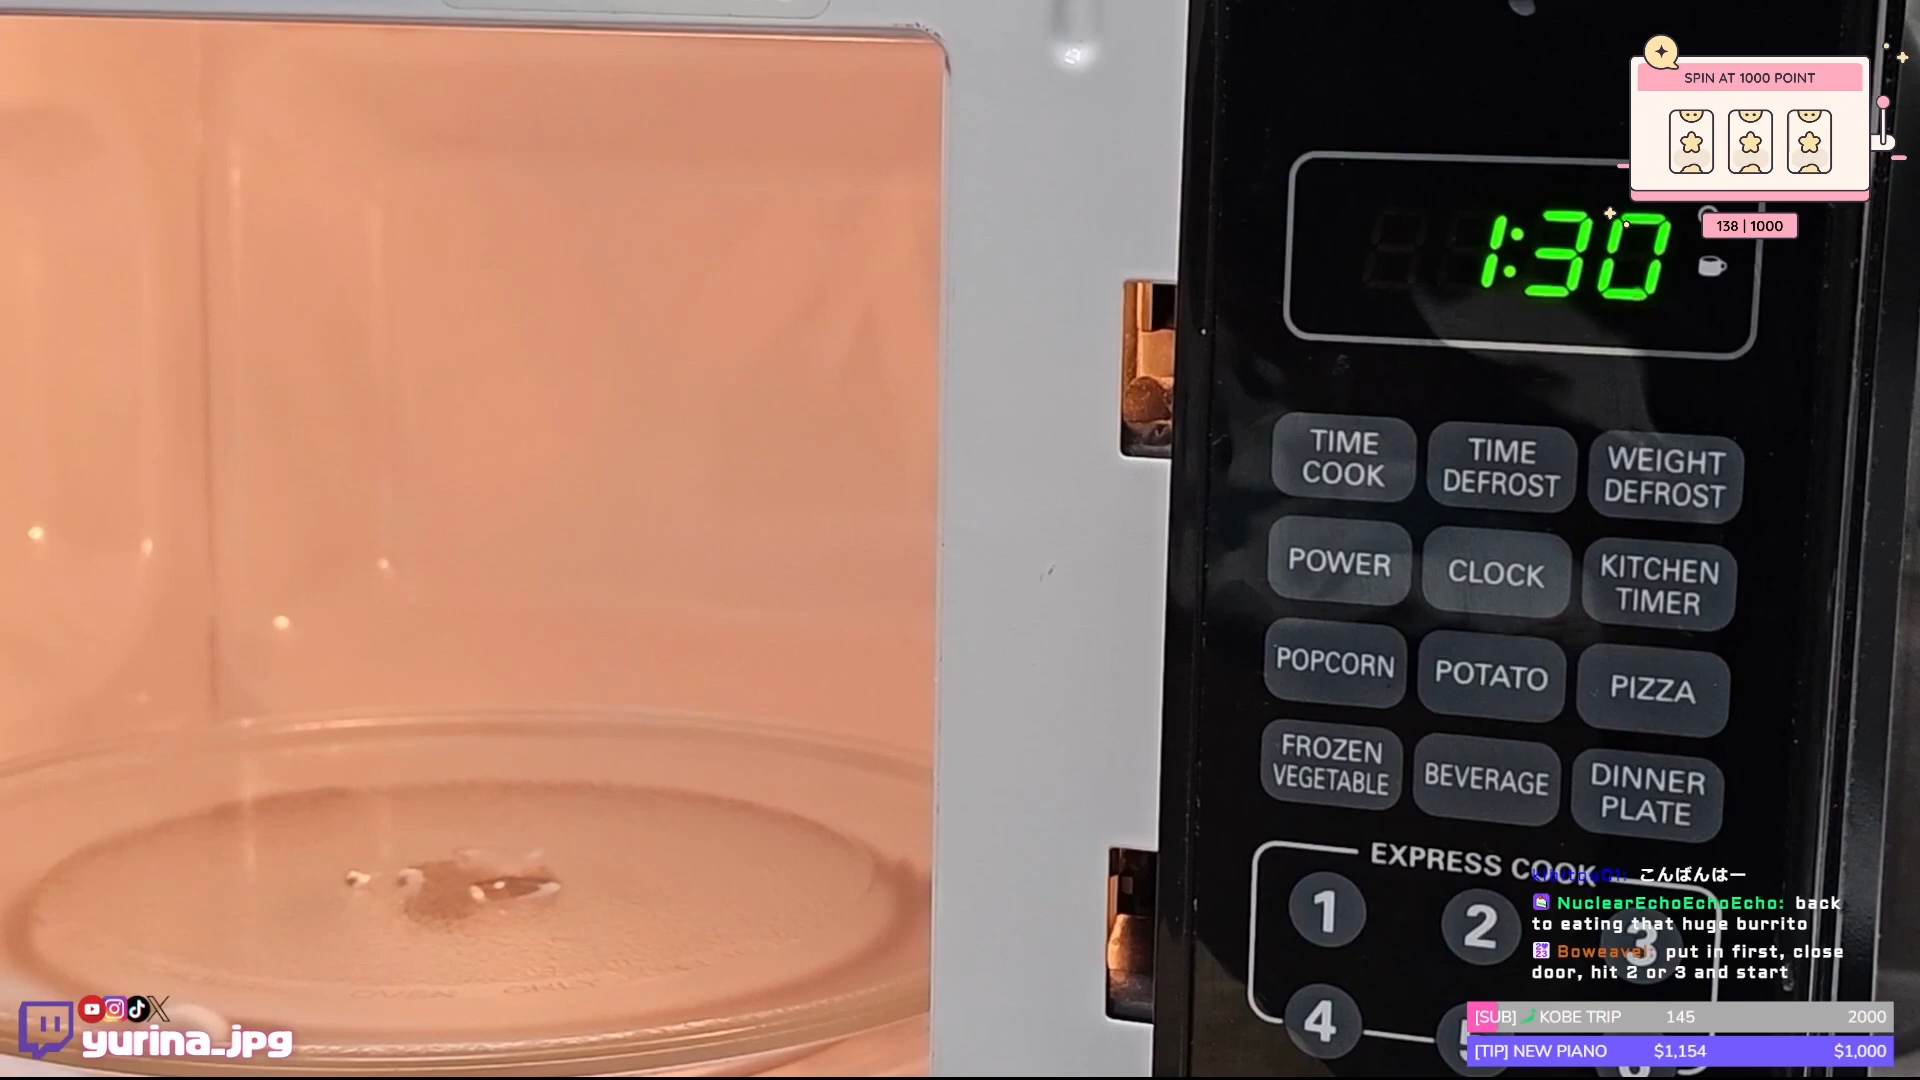 SPIN AT 1000 POINT
138 | 1000
1:30
TIME COOK
TIME DEFROST
WEIGHT DEFROST
POWER
CLOCK
KITCHEN TIMER
POPCORN
POTATO
PIZZA
FROZEN VEGETABLE
BEVERAGE
DINNER PLATE
EXPRESS COOK
1
2
3
4
こんばんはー
NuclearEchoEchoEcho: back
to eating that huge burrito
Boweavel: put in first, close
door, hit 2 or 3 and start
[SUB] KOBE TRIP 145 2000
[TIP] NEW PIANO $1,154 $1,000
yurina_jpg